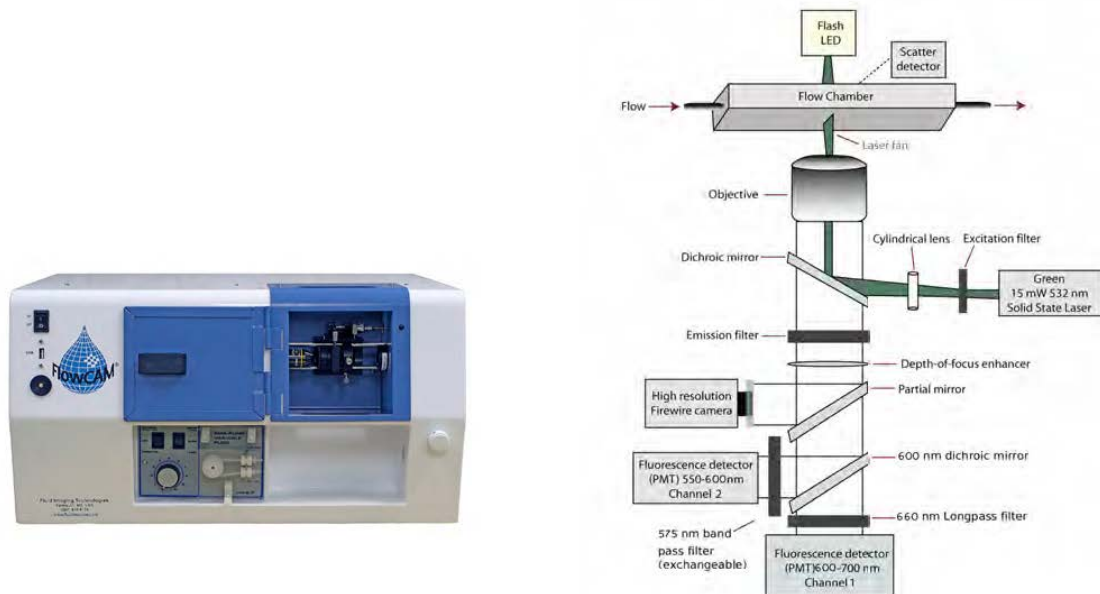 FlowCAM®
Flash
LED
Scatter
detector
Flow Chamber
Flow
Laser fan
Objective
Cylindrical lens
Excitation filter
Dichroic mirror
Green
15 mW 532 nm
Solid State Laser
Emission filter
Depth-of-focus enhancer
Partial mirror
High resolution
Firewire camera
600 nm dichroic mirror
Fluorescence detector
(PMT) 550-600nm
Channel 2
660 nm Longpass filter
575 nm band
pass filter
(exchangeable)
Fluorescence detector
(PMT)600-700 nm
Channel 1
Fluid Imaging Technologies